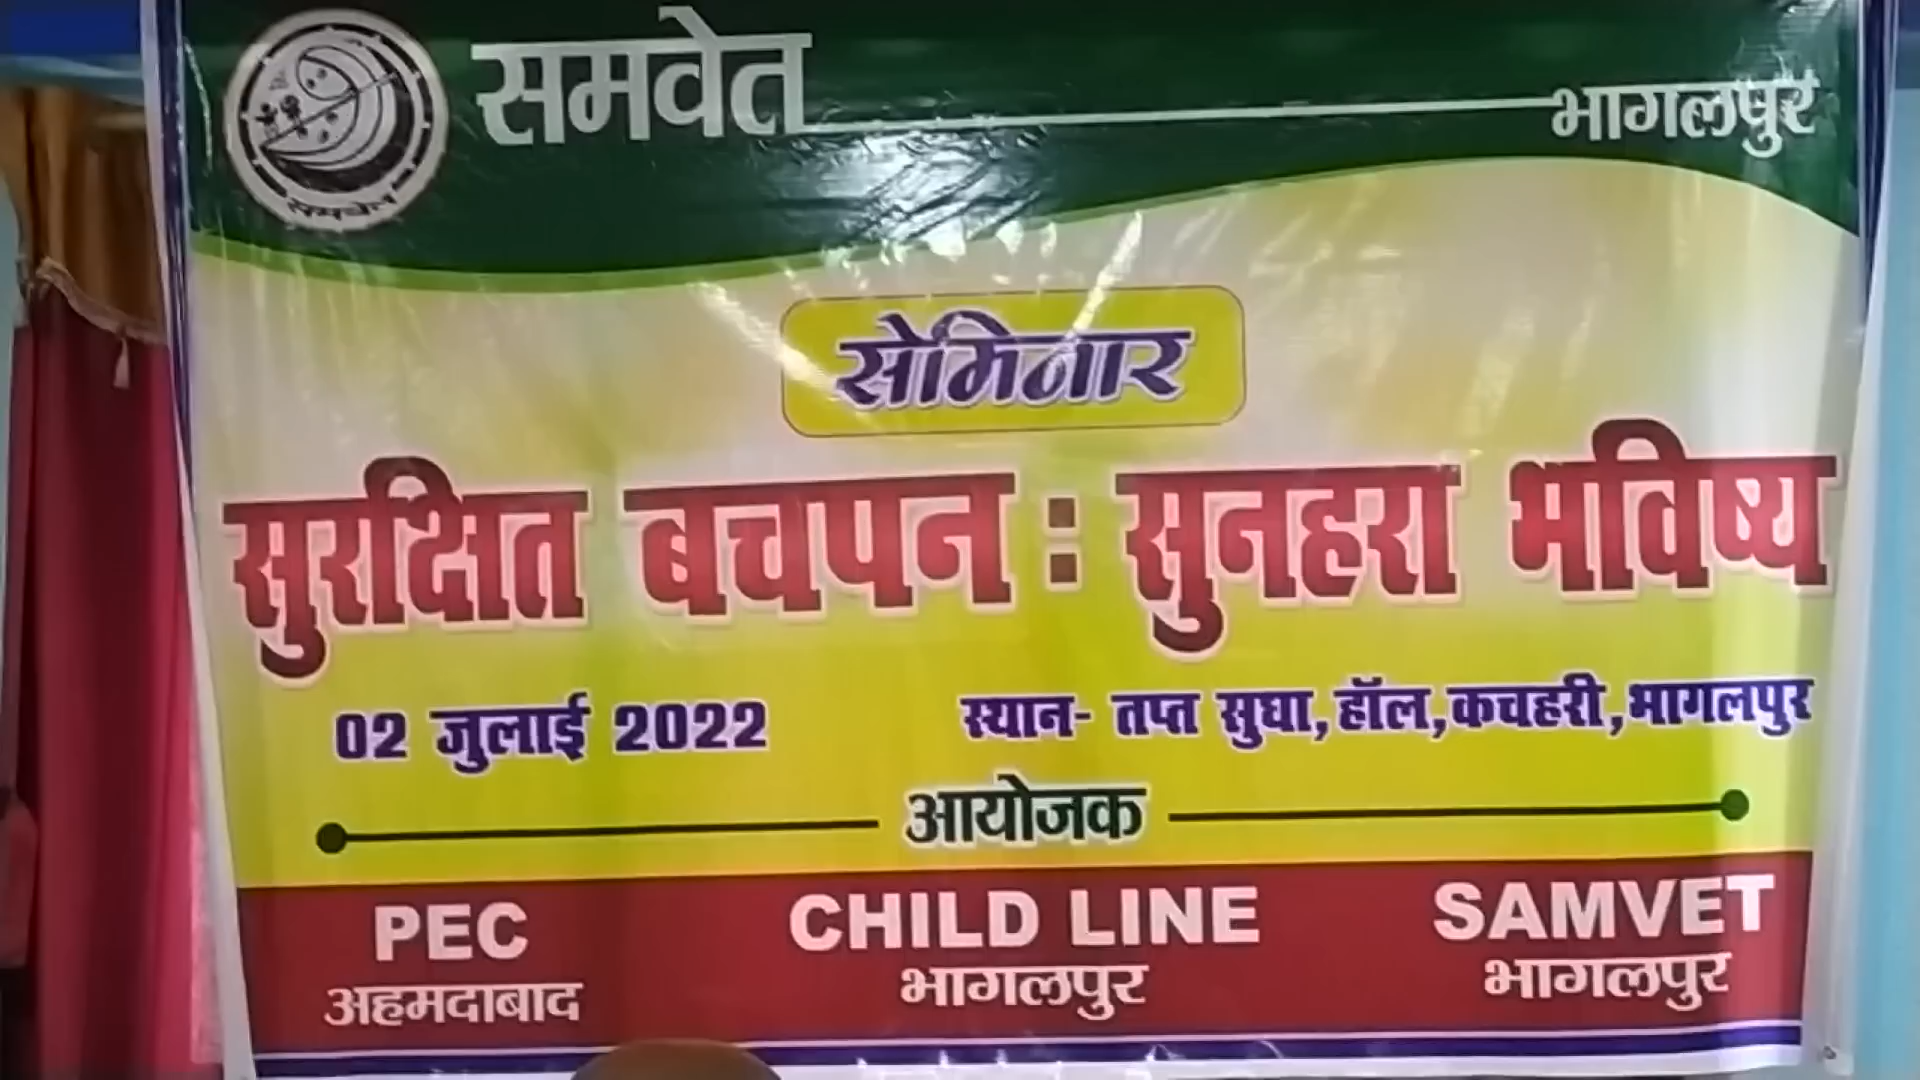 समवेत भागलपुर
समवेत
सेमिनार
सुरक्षित बचपन : सुनहरा भविष्य
02 जुलाई 2022 स्थान- तप्त सुघा, हॉल, कचहरी, भागलपुर
आयोजक
PEC CHILD LINE SAMVET
अहमदाबाद भागलपुर भागलपुर